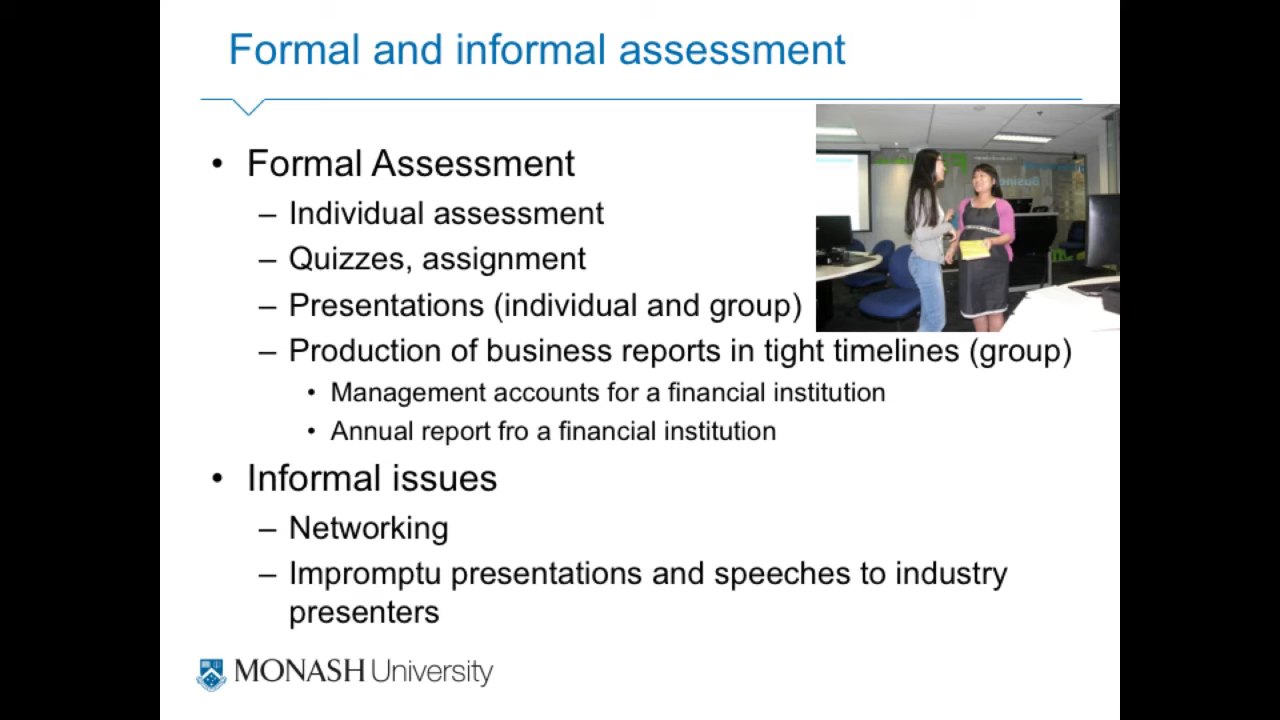 Formal and informal assessment
• Formal Assessment
– Individual assessment
– Quizzes, assignment
– Presentations (individual and group)
– Production of business reports in tight timelines (group)
• Management accounts for a financial institution
• Annual report fro a financial institution
• Informal issues
– Networking
– Impromptu presentations and speeches to industry
presenters
MONASH University